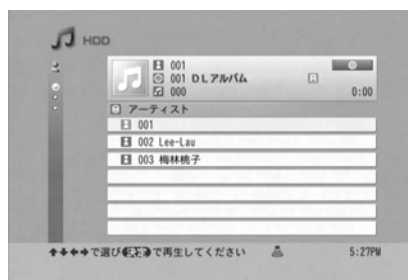 HDD
001
001 DLアルバム
000
0:00
アーティスト
001
002 Lee-Lau
003 梅林桃子
で選び 決定 で再生してください
5:27PM